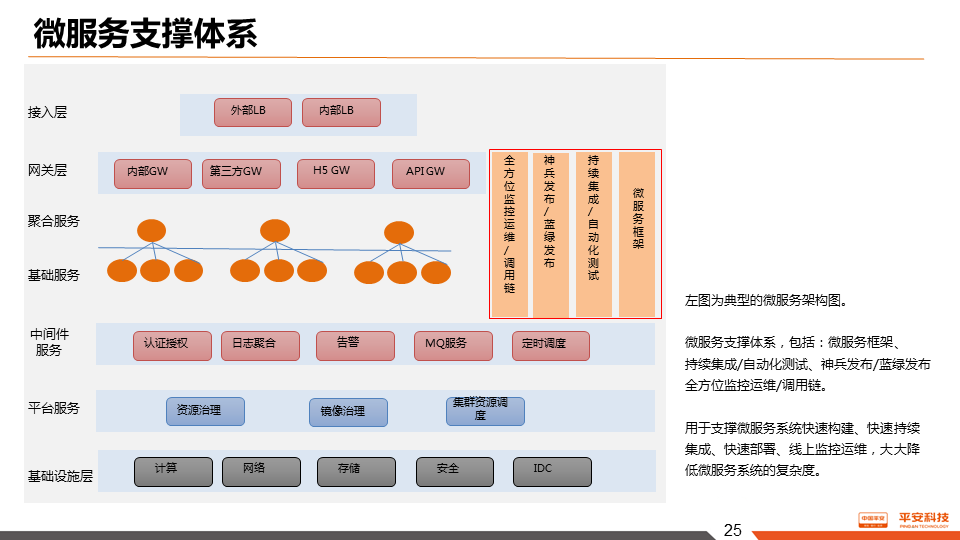 微服务支撑体系
接入层
外部LB
内部LB
网关层
内部GW
第三方GW
H5 GW
API GW
聚合服务
基础服务
全方位监控运维/调用链
神兵发布/蓝绿发布
持续集成/自动化测试
微服务框架
中间件
服务
认证授权
日志聚合
告警
MQ服务
定时调度
平台服务
资源治理
镜像治理
集群资源调
度
基础设施层
计算
网络
存储
安全
IDC
左图为典型的微服务架构图。
微服务支撑体系，包括：微服务框架、
持续集成/自动化测试、神兵发布/蓝绿发布
全方位监控运维/调用链。
用于支撑微服务系统快速构建、快速持续
集成、快速部署、线上监控运维，大大降
低微服务系统的复杂度。
25
中国平安
平安科技
PINGAN TECHNOLOGY